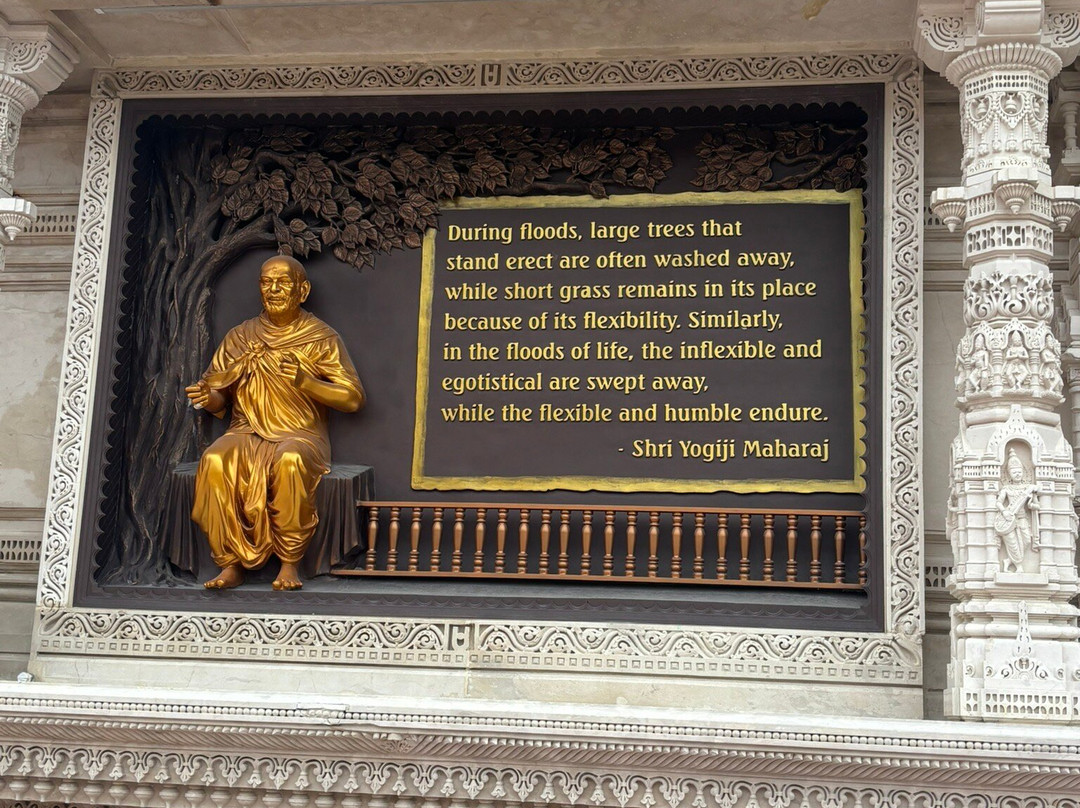 During floods, large trees that
stand erect are often washed away,
while short grass remains in its place
because of its flexibility. Similarly,
in the floods of life, the inflexible and
egotistical are swept away,
while the flexible and humble endure.
- Shri Yogiji Maharaj